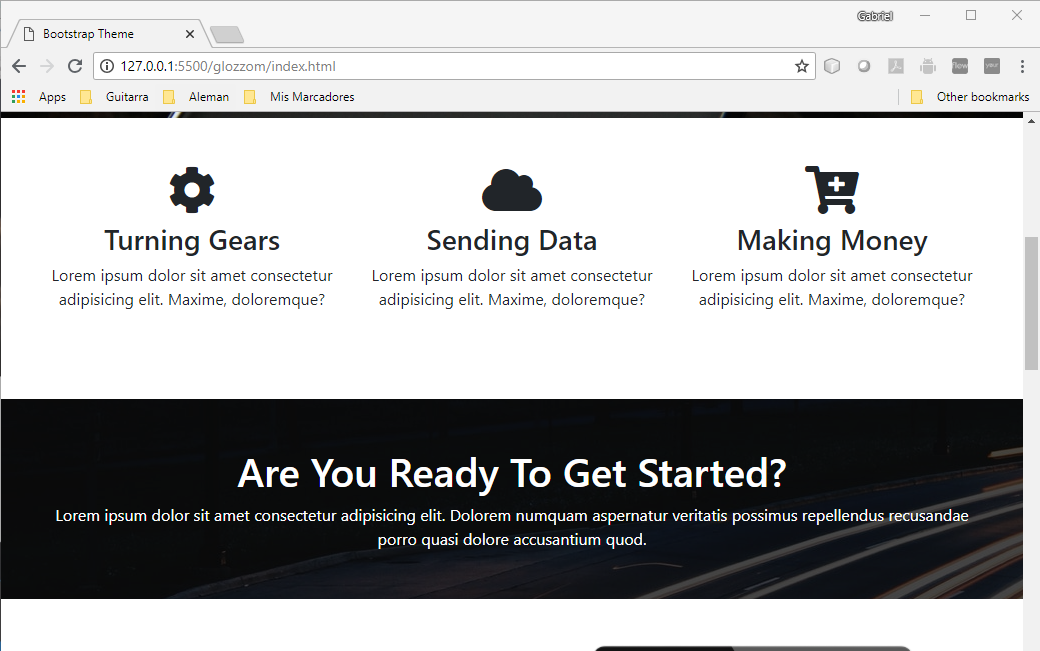 Gabriel
Bootstrap Theme
127.0.0.1:5500/glozzom/index.html
Apps Guitarra Aleman Mis Marcadores Other bookmarks
Turning Gears
Lorem ipsum dolor sit amet consectetur
adipisicing elit. Maxime, doloremque?
Sending Data
Lorem ipsum dolor sit amet consectetur
adipisicing elit. Maxime, doloremque?
Making Money
Lorem ipsum dolor sit amet consectetur
adipisicing elit. Maxime, doloremque?
Are You Ready To Get Started?
Lorem ipsum dolor sit amet consectetur adipisicing elit. Dolorem numquam aspernatur veritatis possimus repellendus recusandae
porro quasi dolore accusantium quod.